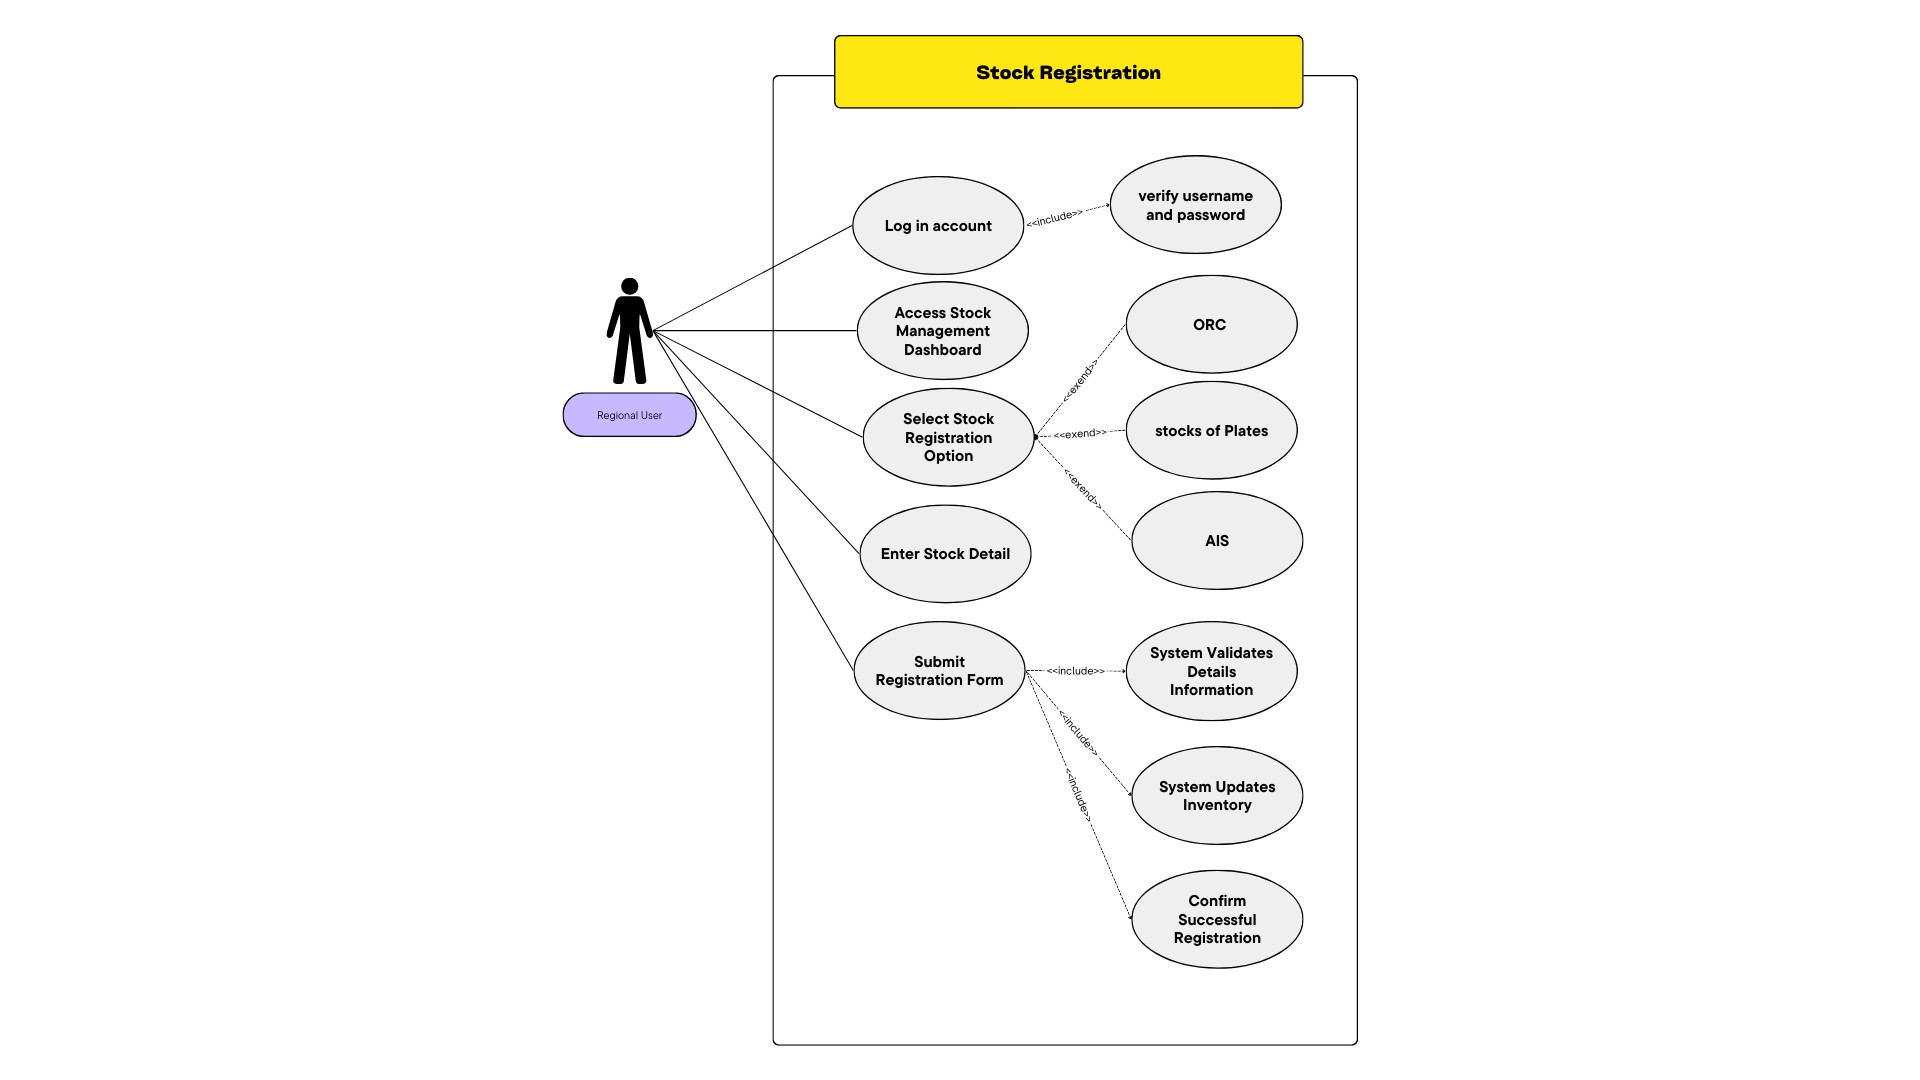 Stock Registration
verify username
and password
Log in account
<<include>>
Access Stock
Management
Dashboard
ORC
<<exend>>
Regional User
Select Stock
Registration
Option
<<exend>>
stocks of Plates
<<exend>>
AIS
Enter Stock Detail
Submit
Registration Form
<<include>>
System Validates
Details
Information
<<include>>
System Updates
Inventory
<<include>>
Confirm
Successful
Registration